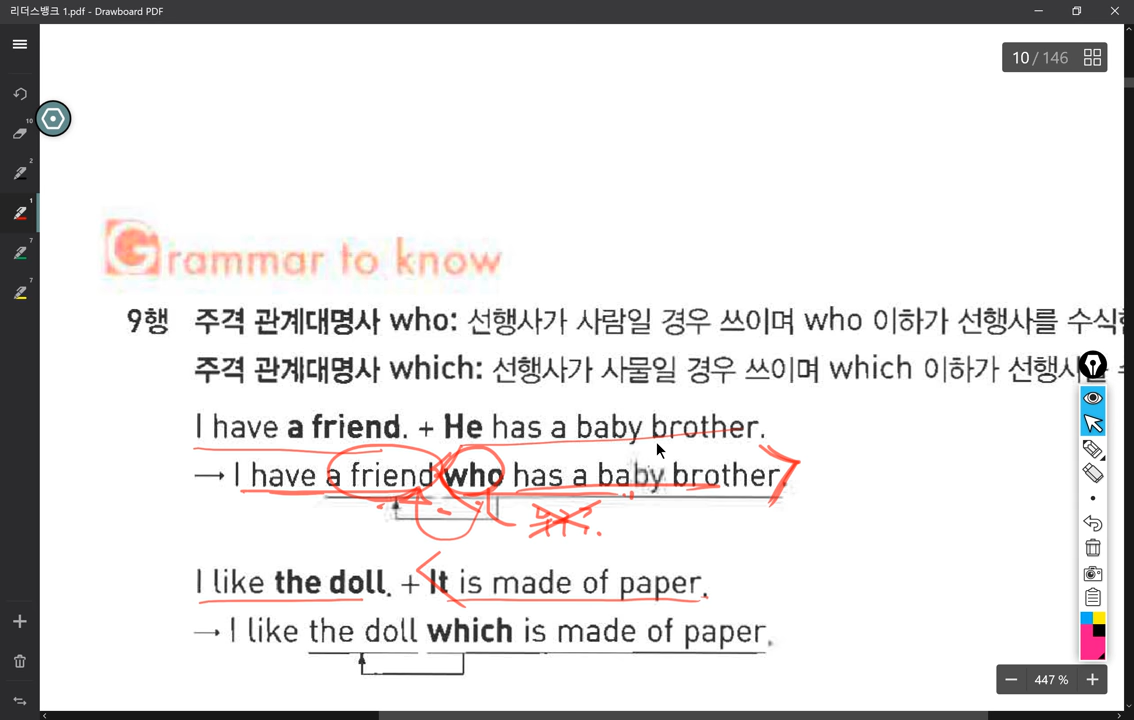 리더스뱅크 1.pdf - Drawboard PDF
10 / 146
10
2
1
7
7
Grammar to know
9행 주격 관계대명사 who: 선행사가 사람일 경우 쓰이며 who 이하가 선행사를 수식
주격 관계대명사 which: 선행사가 사물일 경우 쓰이며 which 이하가 선행사
I have a friend. + He has a baby brother.
→ I have a friend who has a baby brother.
I like the doll. + It is made of paper.
→ I like the doll which is made of paper.
447 %